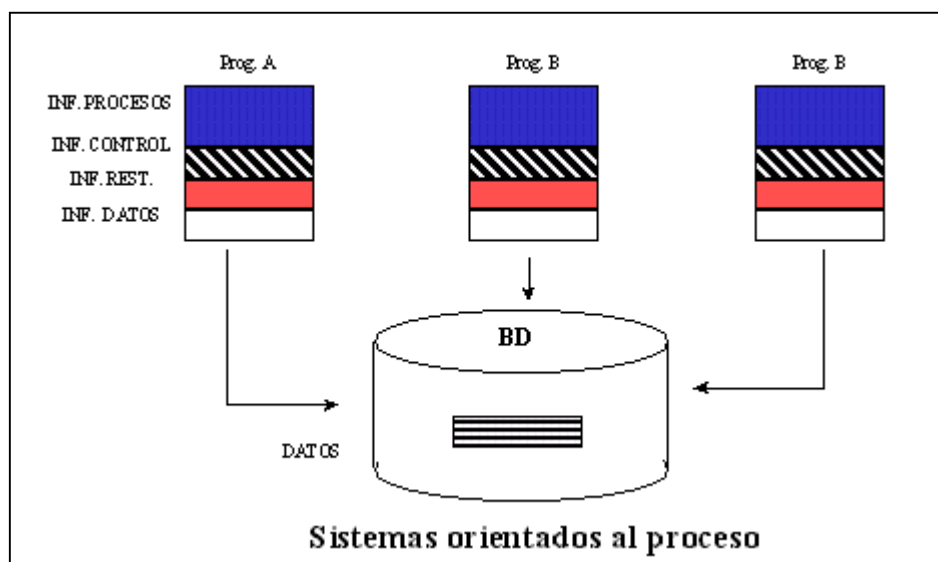 Prog. A
Prog. B
Prog. B
INF. PROCESOS
INF. CONTROL
INF. REST.
INF. DATOS
BD
DATOS
Sistemas orientados al proceso